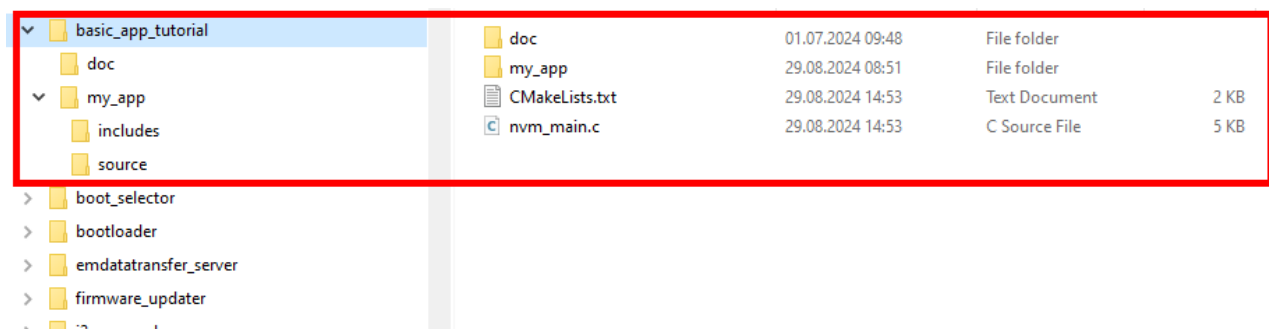 basic_app_tutorial
doc
my_app
includes
source
boot_selector
bootloader
emdatatransfer_server
firmware_updater
doc 01.07.2024 09:48 File folder
my_app 29.08.2024 08:51 File folder
CMakeLists.txt 29.08.2024 14:53 Text Document 2 KB
nvm_main.c 29.08.2024 14:53 C Source File 5 KB